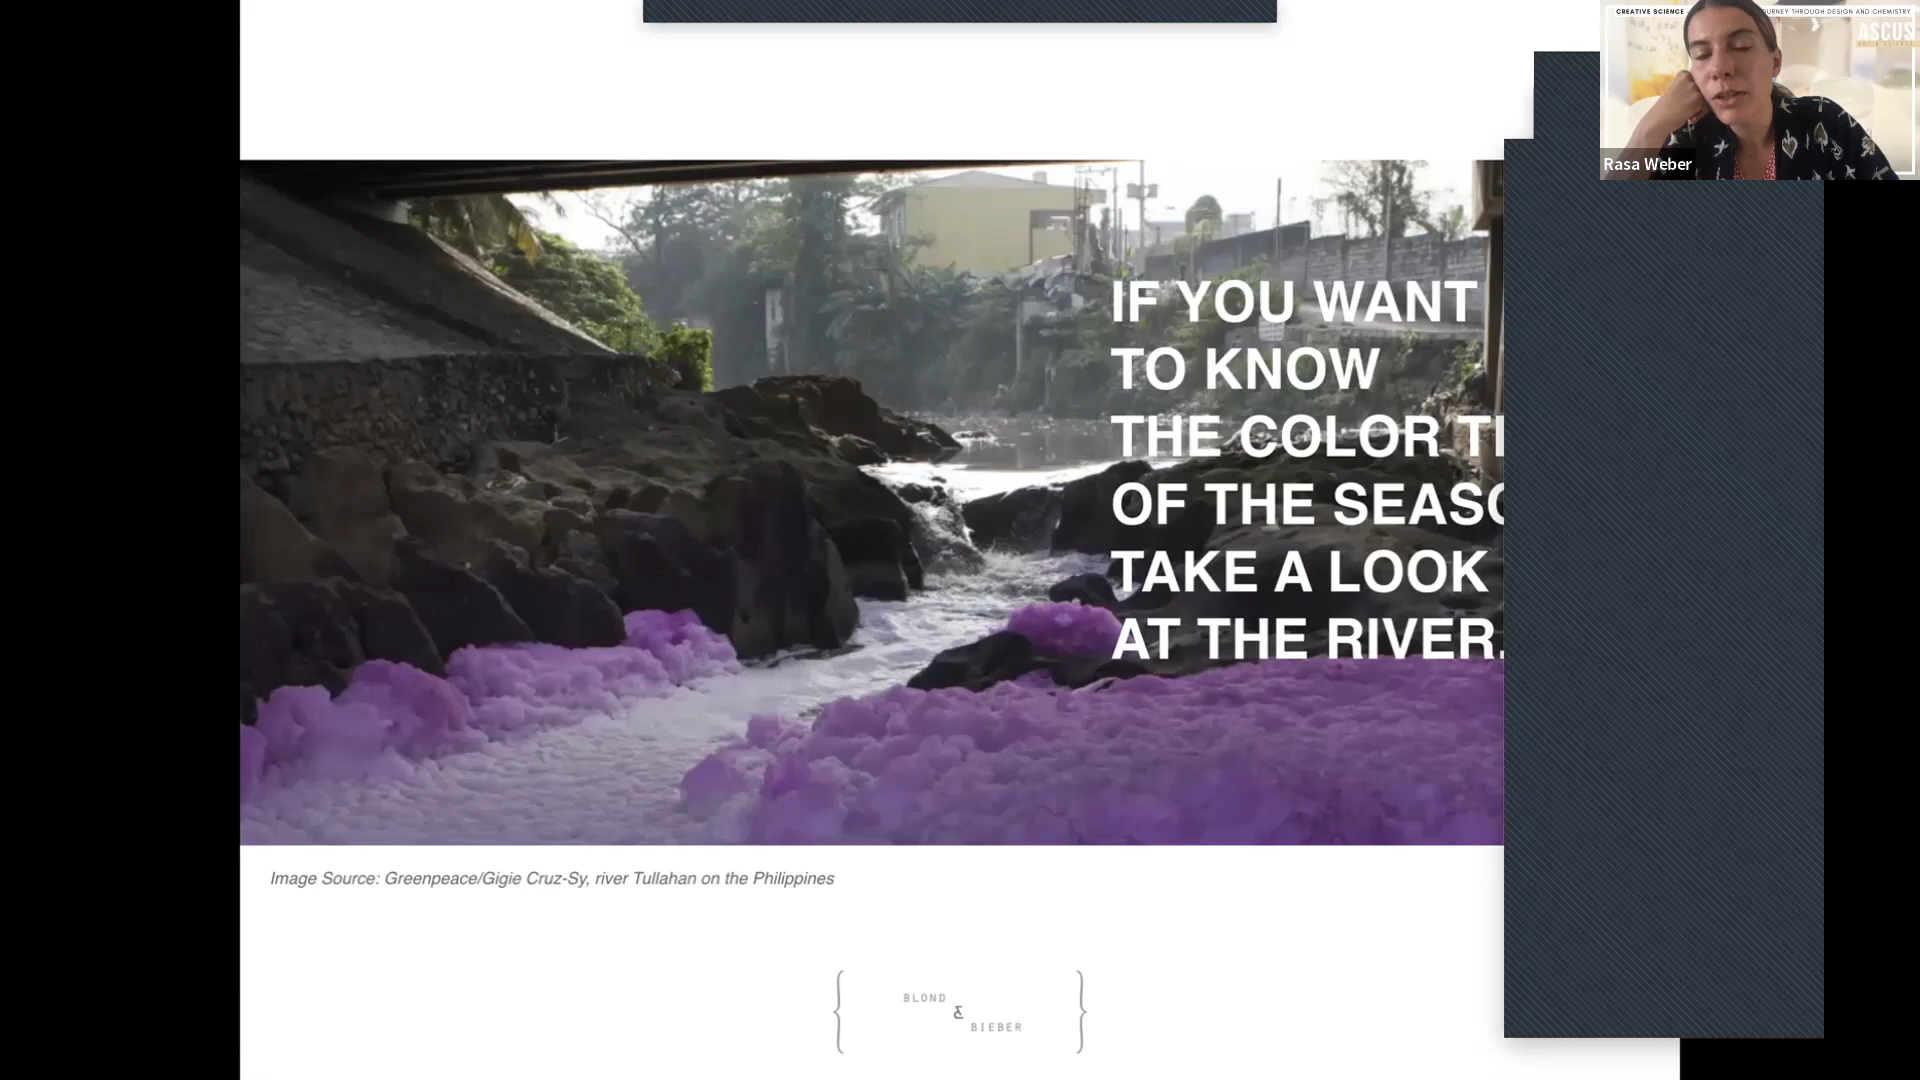 CREATIVE SCIENCE
JOURNEY THROUGH DESIGN AND CHEMISTRY
ASCUS
Rasa Weber
IF YOU WANT
TO KNOW
THE COLOR
OF THE
TAKE A LOOK
AT THE RIVER.
Image Source: Greenpeace/Gigie Cruz-Sy, river Tullahan on the Philippines
BLOND
&
BIEBER